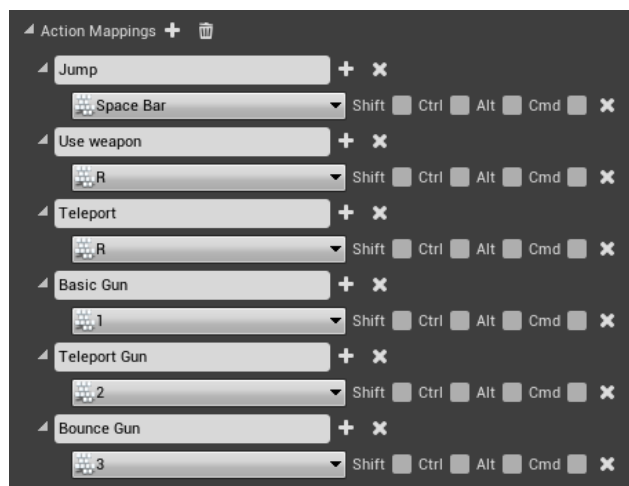 Action Mappings
Jump
Space Bar Shift Ctrl Alt Cmd
Use weapon
R Shift Ctrl Alt Cmd
Teleport
R Shift Ctrl Alt Cmd
Basic Gun
1 Shift Ctrl Alt Cmd
Teleport Gun
2 Shift Ctrl Alt Cmd
Bounce Gun
3 Shift Ctrl Alt Cmd